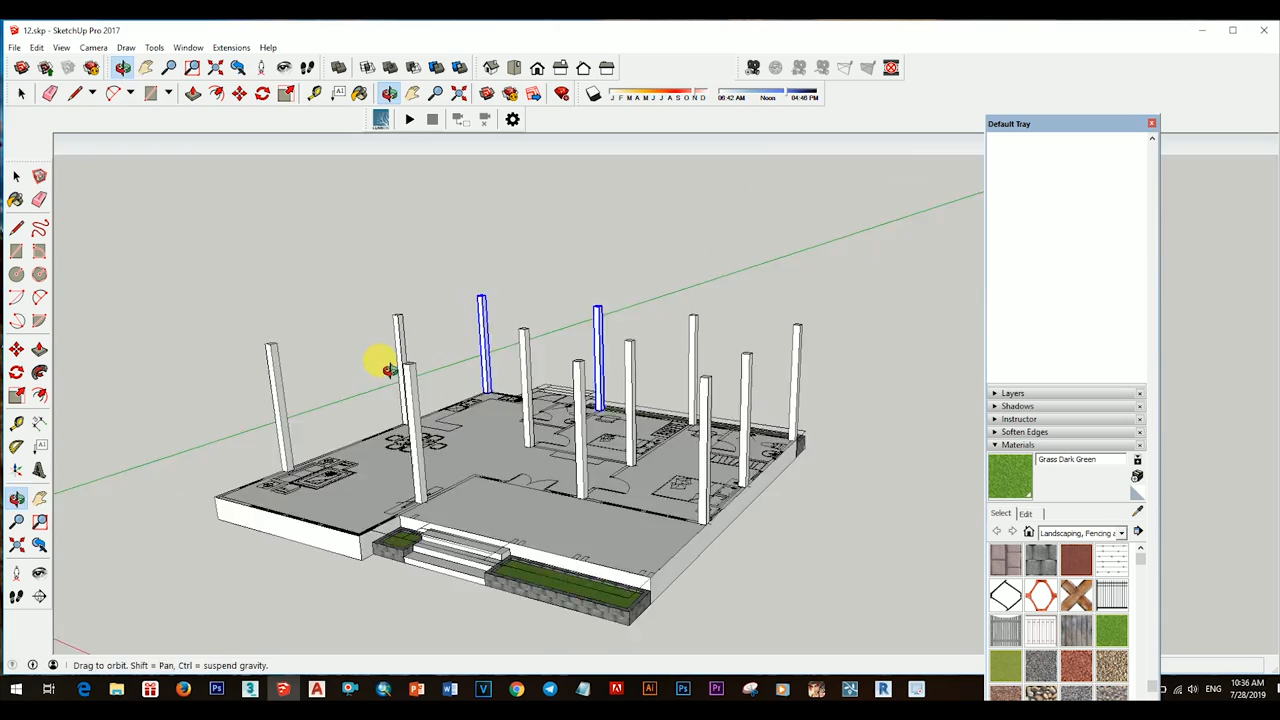 12.skp - SketchUp Pro 2017
File Edit View Camera Draw Tools Window Extensions Help
J F M A M J J A S O N D 06:42 AM Noon 04:46 PM
Default Tray
Layers
Shadows
Instructor
Soften Edges
Materials
Grass Dark Green
Select Edit
Landscaping, Fencing a
Drag to orbit. Shift = Pan, Ctrl = suspend gravity.
ENG
10:36 AM
7/28/2019